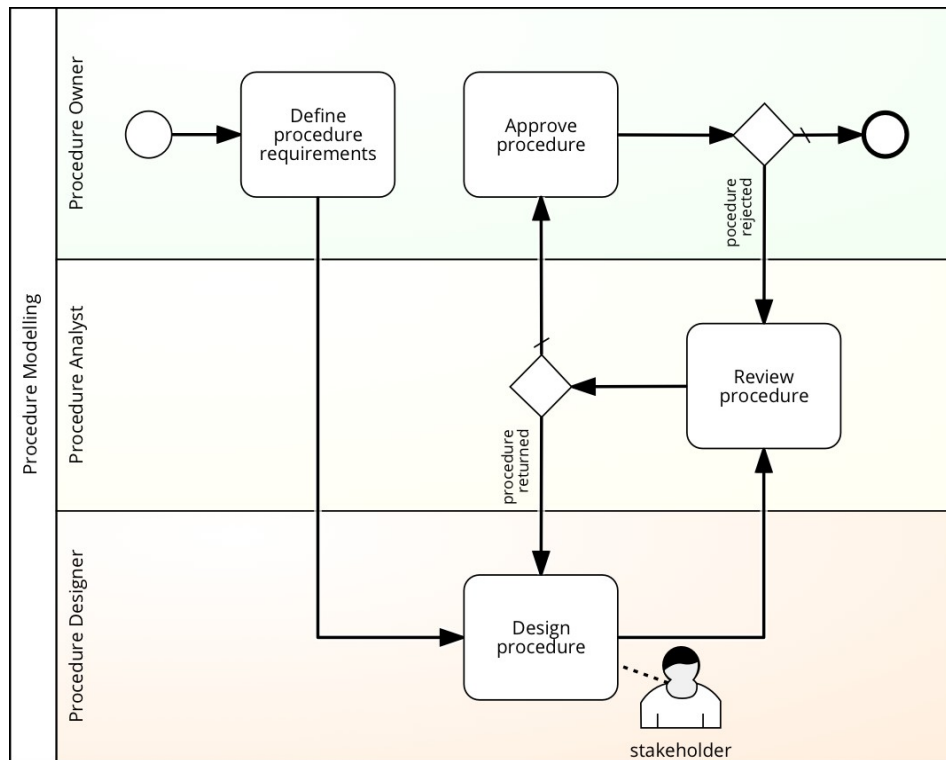 Procedure Modelling
Procedure Owner
Define
procedure
requirements
Approve
procedure
pocedure
rejected
Procedure Analyst
Review
procedure
procedure
returned
Procedure Designer
Design
procedure
stakeholder